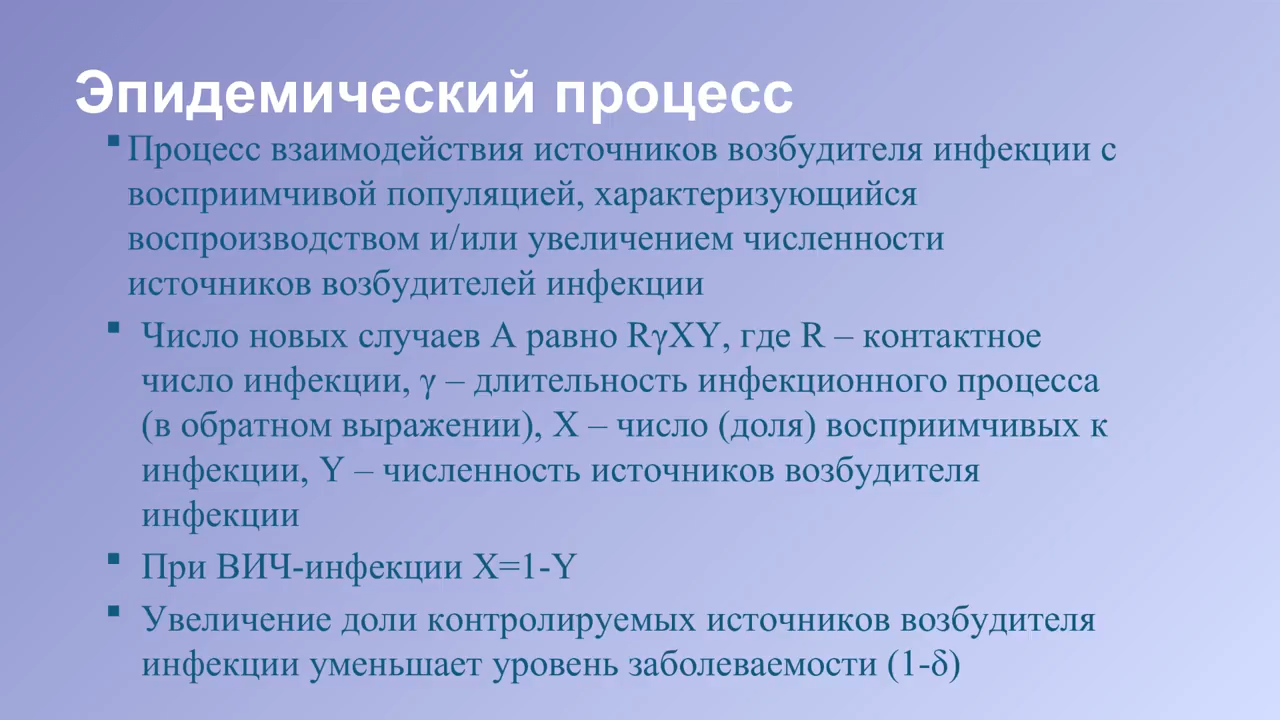 Эпидемический процесс
▪ Процесс взаимодействия источников возбудителя инфекции с
восприимчивой популяцией, характеризующийся
воспроизводством и/или увеличением численности
источников возбудителей инфекции
▪ Число новых случаев А равно RγXY, где R – контактное
число инфекции, γ – длительность инфекционного процесса
(в обратном выражении), X – число (доля) восприимчивых к
инфекции, Y – численность источников возбудителя
инфекции
▪ При ВИЧ-инфекции X=1-Y
▪ Увеличение доли контролируемых источников возбудителя
инфекции уменьшает уровень заболеваемости (1-δ)